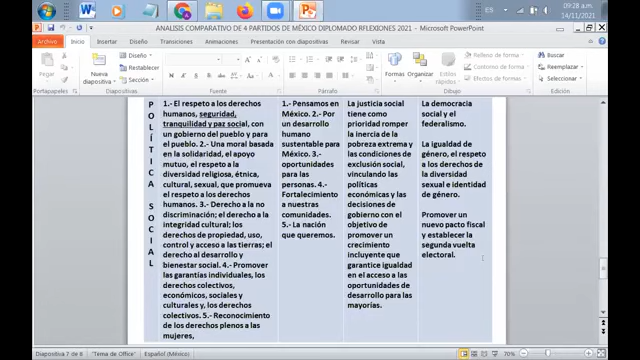 ES
09:28 a.m.
14/11/2021
ANALISIS COMPARATIVO DE 4 PARTIDOS DE MÉXICO DIPLOMADO RFLEXIONES 2021 - Microsoft PowerPoint
Archivo
Inicio
Insertar
Diseño
Transiciones
Animaciones
Presentación con diapositivas
Revisar
Vista
Pegar
Nueva
diapositiva
Diseño
Restablecer
Sección
Formas
Organizar
Estilos
rápidos
Relleno de forma
Contorno de forma
Efectos de formas
Buscar
Reemplazar
Seleccionar
Portapapeles
Diapositivas
Fuente
Párrafo
Dibujo
Edición
P
O
L
Í
T
I
C
A
S
O
C
I
A
L
1.- El respeto a los derechos
humanos, seguridad,
tranquilidad y paz social, con
un gobierno del pueblo y para
el pueblo. 2.- Una moral basada
en la solidaridad, el apoyo
mutuo, el respeto a la
diversidad religiosa, étnica,
cultural, sexual, que promueva
el respeto a los derechos
humanos. 3.- Derecho a la no
discriminación; el derecho a la
integridad cultural; los
derechos de propiedad, uso,
control y acceso a las tierras; el
derecho al desarrollo y
bienestar social. 4.- Promover
las garantías individuales, los
derechos colectivos,
económicos, sociales y
culturales y, los derechos
colectivos. 5.- Reconocimiento
de los derechos plenos a las
mujeres,
1.- Pensamos en
México. 2.- Por
un desarrollo
humano
sustentable para
México. 3.-
oportunidades
para las
personas. 4.-
Fortalecimiento
a nuestras
comunidades.
5.- La nación
que queremos.
La justicia social
tiene como
prioridad romper
la inercia de la
pobreza extrema y
las condiciones de
exclusión social,
vinculando las
políticas
económicas y las
decisiones de
gobierno con el
objetivo de
promover un
crecimiento
incluyente que
garantice igualdad
en el acceso a las
oportunidades de
desarrollo para las
mayorías.
La democracia
social y el
federalismo.
La igualdad de
género, el respeto
a los derechos de
la diversidad
sexual e identidad
de género.
Promover un
nuevo pacto fiscal
y establecer la
segunda vuelta
electoral.
Diapositiva 7 de 8
"Tema de Office"
Español (México)
70%